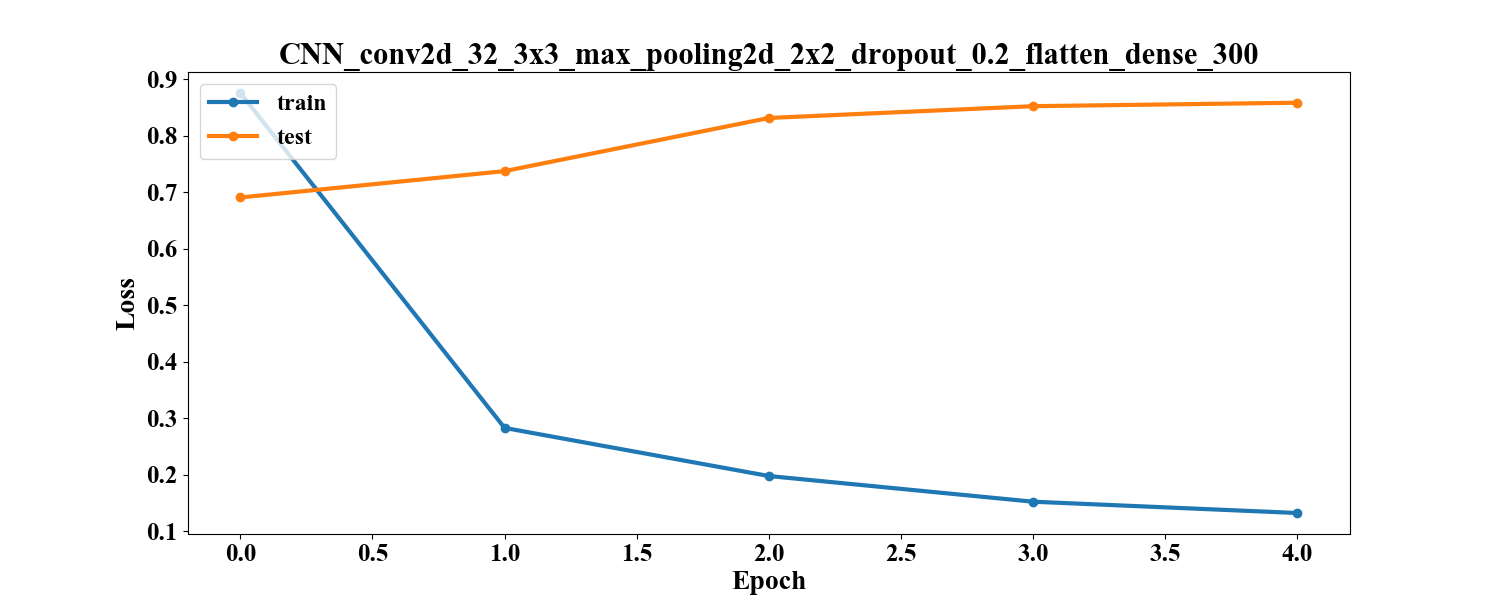 CNN_conv2d_32_3x3_max_pooling2d_2x2_dropout_0.2_flatten_dense_300
train
test
0.9
0.8
0.7
0.6
0.5
0.4
0.3
0.2
0.1
Loss
0.0 0.5 1.0 1.5 2.0 2.5 3.0 3.5 4.0
Epoch